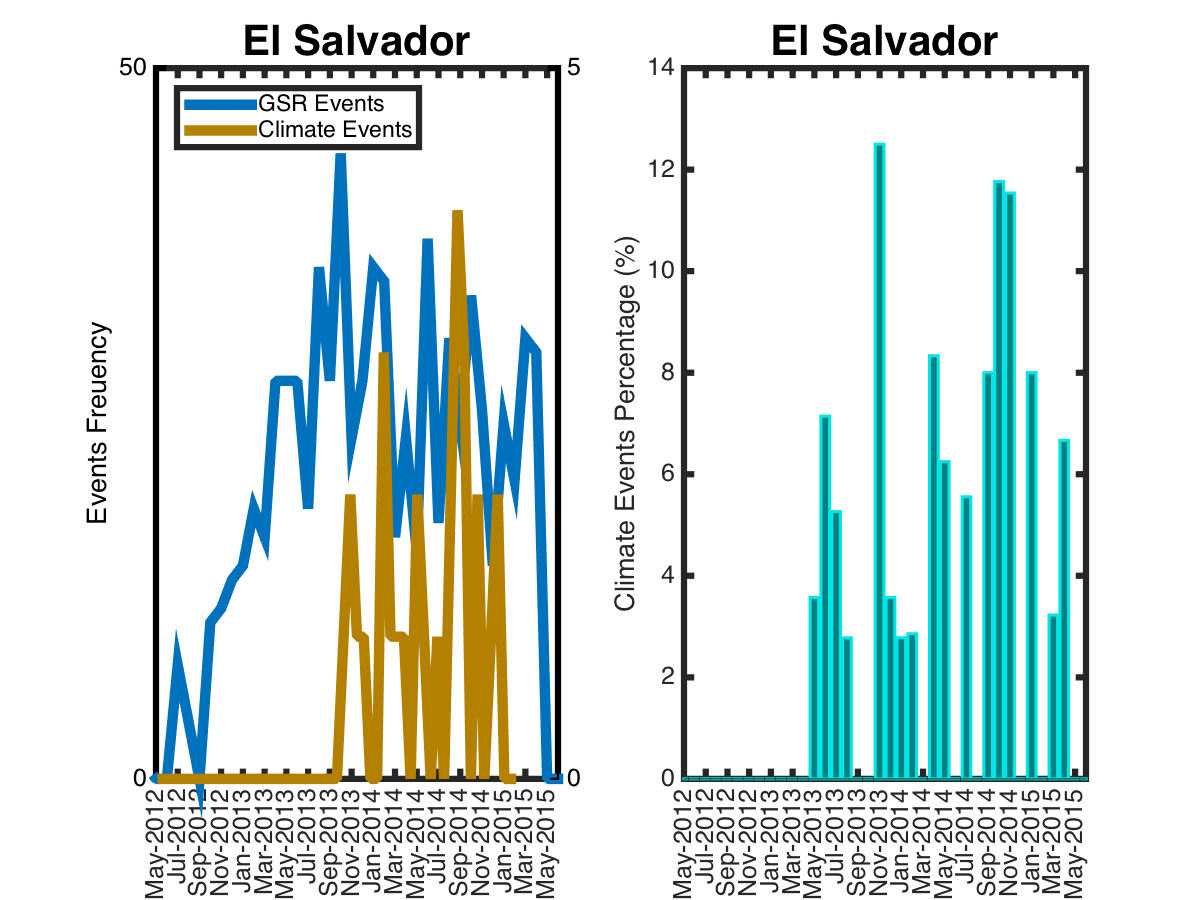 El Salvador
50
5
GSR Events
Climate Events
Events Freuency
0
0
May-2012
Jul-2012
Sep-2012
Nov-2012
Jan-2013
Mar-2013
May-2013
Jul-2013
Sep-2013
Nov-2013
Jan-2014
Mar-2014
May-2014
Jul-2014
Sep-2014
Nov-2014
Jan-2015
Mar-2015
May-2015
El Salvador
14
12
10
8
6
4
2
0
Climate Events Percentage (%)
May-2012
Jul-2012
Sep-2012
Nov-2012
Jan-2013
Mar-2013
May-2013
Jul-2013
Sep-2013
Nov-2013
Jan-2014
Mar-2014
May-2014
Jul-2014
Sep-2014
Nov-2014
Jan-2015
Mar-2015
May-2015